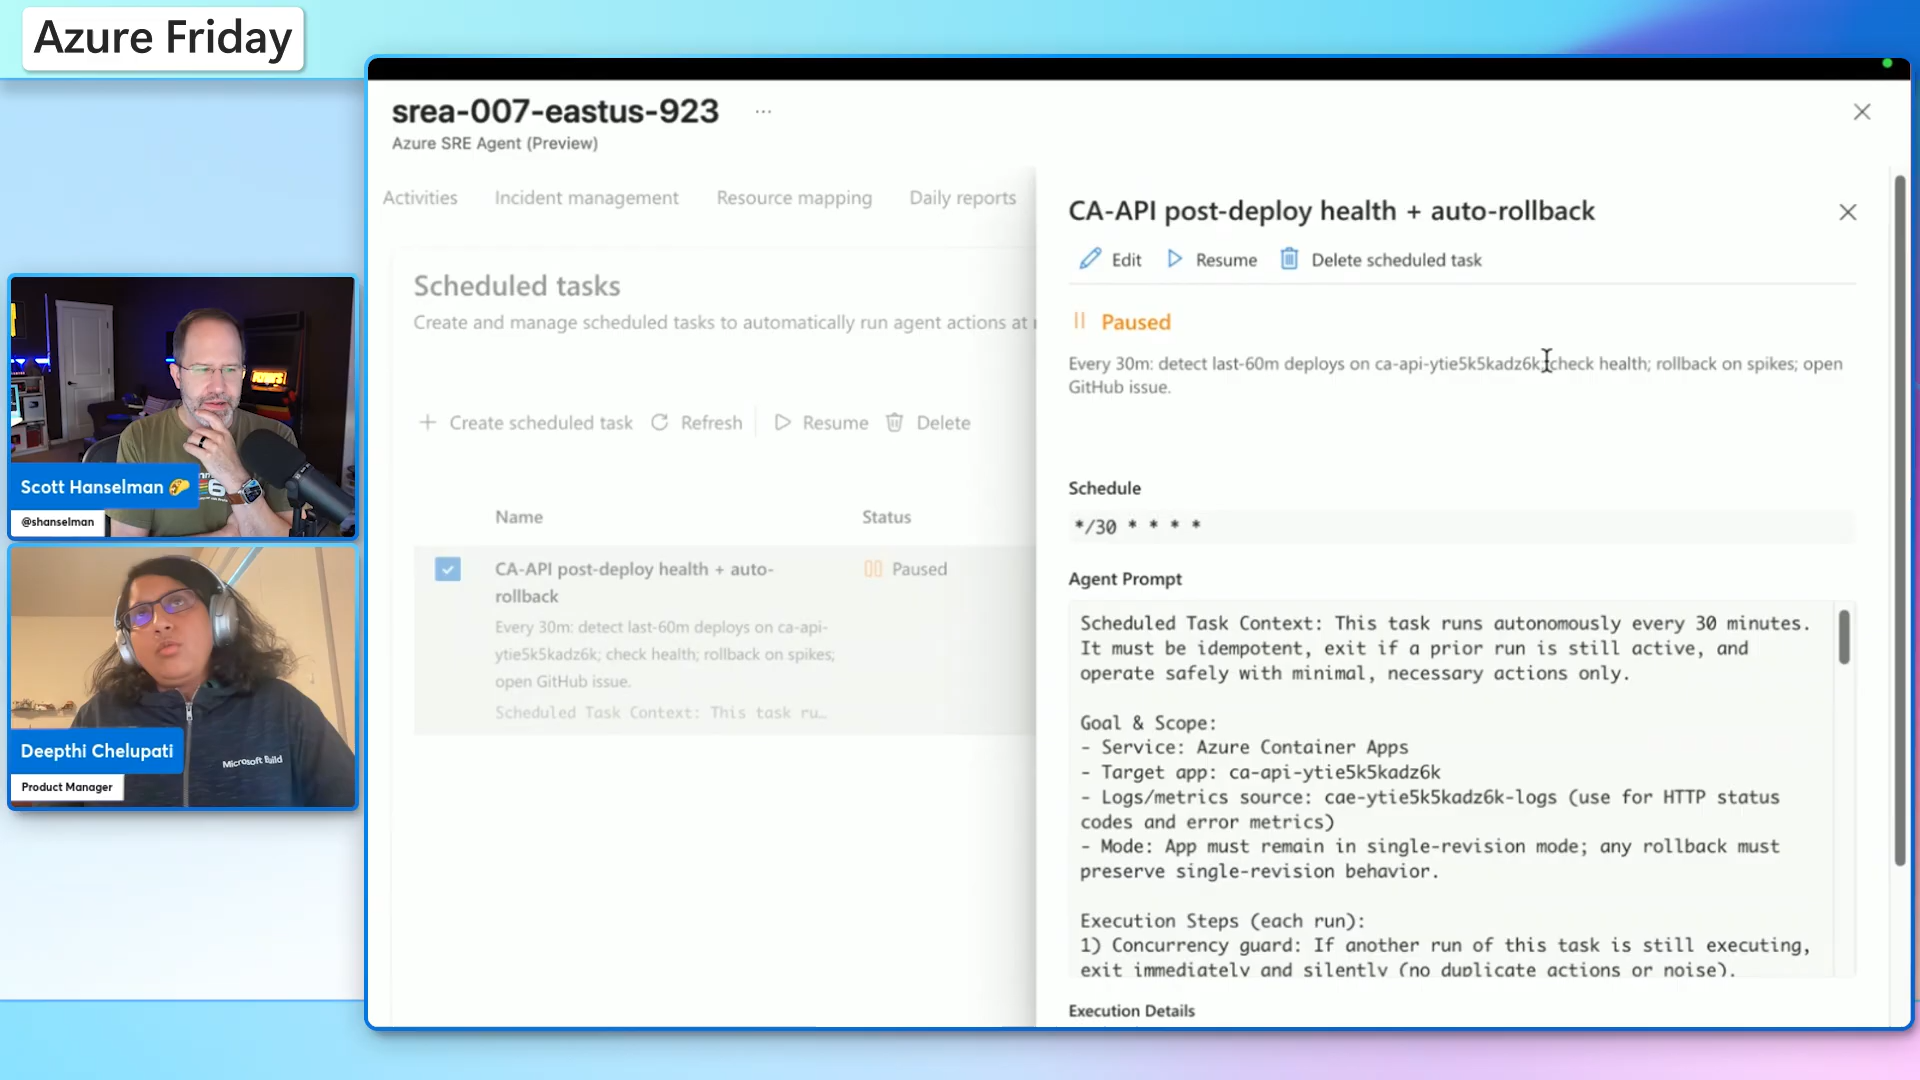 Azure Friday
srea-007-eastus-923 ...
Azure SRE Agent (Preview)
Activities Incident management Resource mapping Daily reports
Scheduled tasks
Create and manage scheduled tasks to automatically run agent actions at
+ Create scheduled task Refresh Resume Delete
Name Status
CA-API post-deploy health + auto-
rollback
Paused
Every 30m: detect last-60m deploys on ca-api-
ytie5k5kadz6k; check health; rollback on spikes;
open GitHub issue.
Scheduled Task Context: This task ru…
CA-API post-deploy health + auto-rollback
Edit Resume Delete scheduled task
Paused
Every 30m: detect last-60m deploys on ca-api-ytie5k5kadz6k; check health; rollback on spikes; open
GitHub issue.
Schedule
*/30 * * * *
Agent Prompt
Scheduled Task Context: This task runs autonomously every 30 minutes.
It must be idempotent, exit if a prior run is still active, and
operate safely with minimal, necessary actions only.
Goal & Scope:
- Service: Azure Container Apps
- Target app: ca-api-ytie5k5kadz6k
- Logs/metrics source: cae-ytie5k5kadz6k-logs (use for HTTP status
codes and error metrics)
- Mode: App must remain in single-revision mode; any rollback must
preserve single-revision behavior.
Execution Steps (each run):
1) Concurrency guard: If another run of this task is still executing,
exit immediately and silently (no duplicate actions or noise).
Execution Details
Scott Hanselman 🌮
@shanselman
Deepthi Chelupati
Product Manager
Microsoft Build